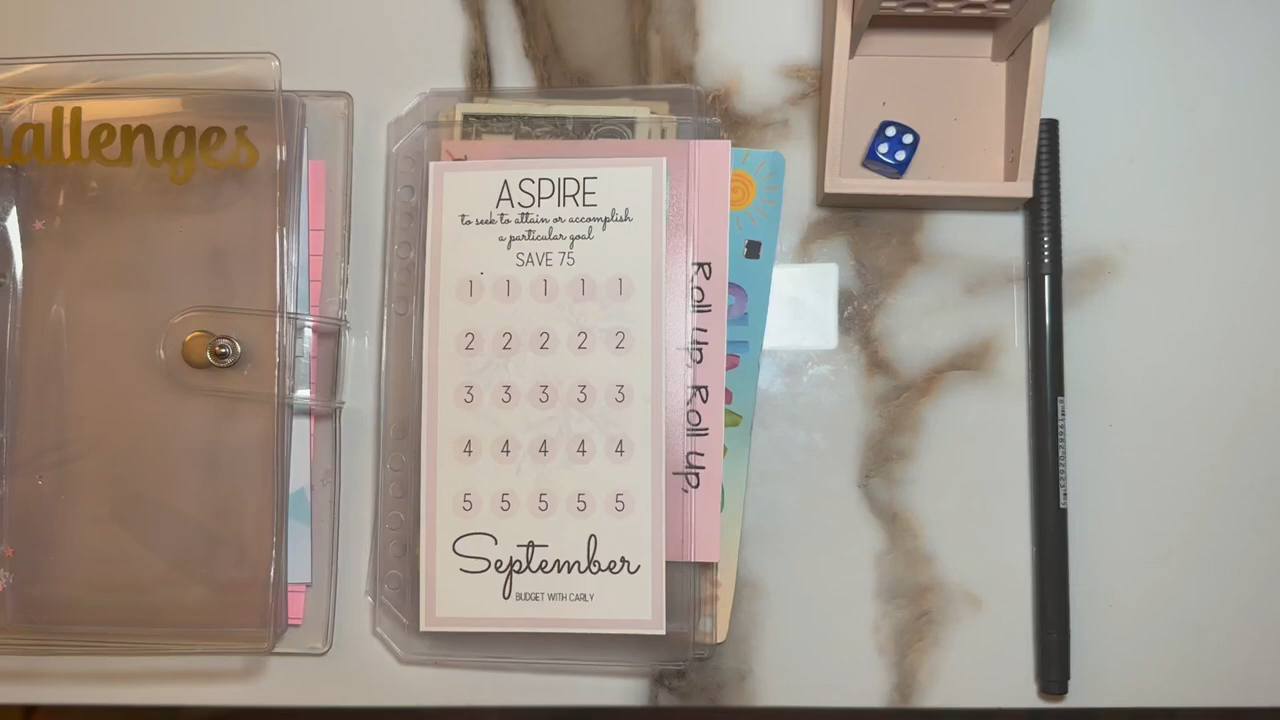 allenges
ASPIRE
to seek to attain or accomplish
a particular goal
SAVE 75
1 1 1 1 1
2 2 2 2 2
3 3 3 3 3
4 4 4 4 4
5 5 5 5 5
September
BUDGET WITH CARLY
Roll up, Roll up,